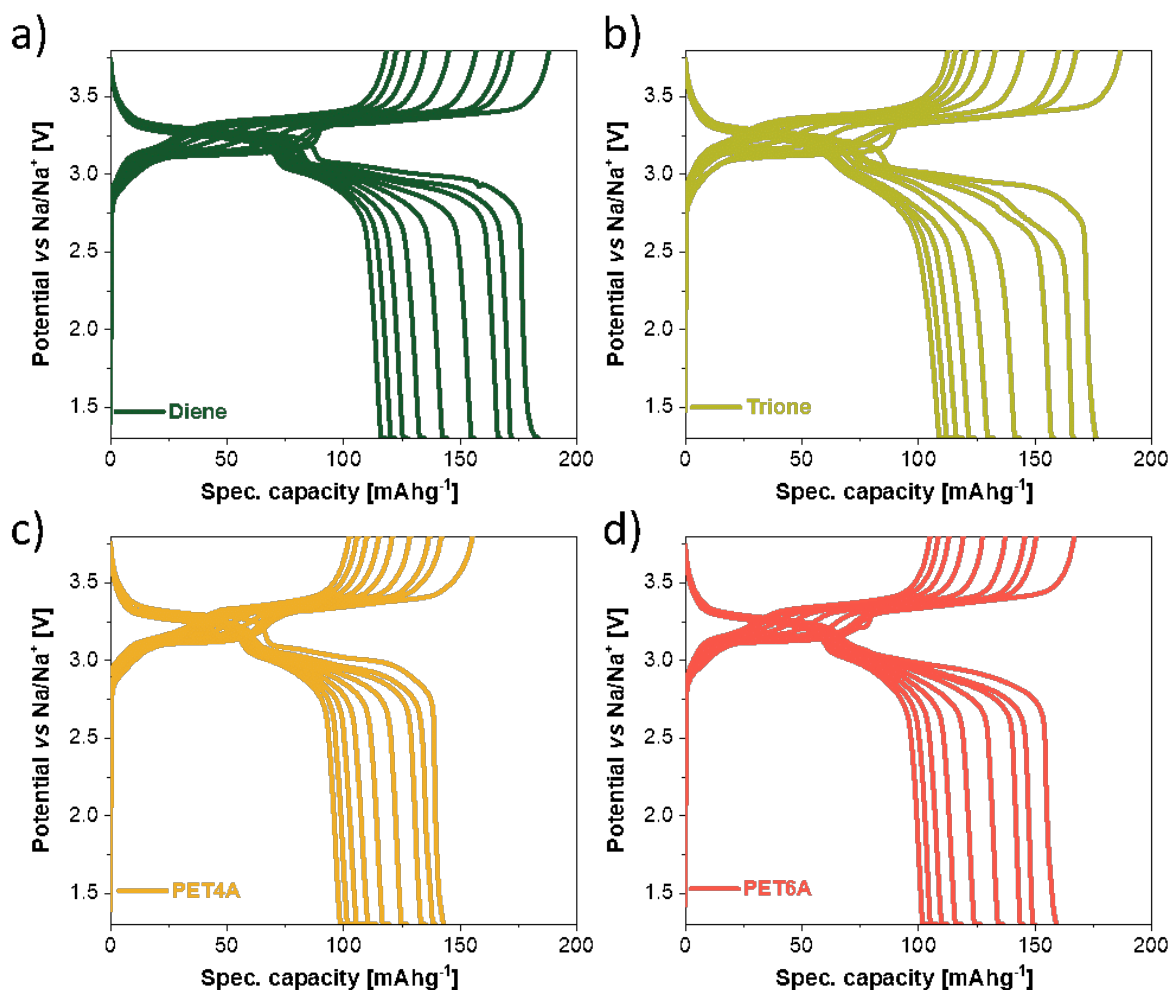 a)
Potential vs Na/Na⁺ [V]
3.5
3.0
2.5
2.0
1.5
Diene
0
50
100
150
200
Spec. capacity [mAhg⁻¹]
b)
Potential vs Na/Na⁺ [V]
3.5
3.0
2.5
2.0
1.5
Trione
0
50
100
150
200
Spec. capacity [mAhg⁻¹]
c)
Potential vs Na/Na⁺ [V]
3.5
3.0
2.5
2.0
1.5
PET4A
0
50
100
150
200
Spec. capacity [mAhg⁻¹]
d)
Potential vs Na/Na⁺ [V]
3.5
3.0
2.5
2.0
1.5
PET6A
0
50
100
150
200
Spec. capacity [mAhg⁻¹]